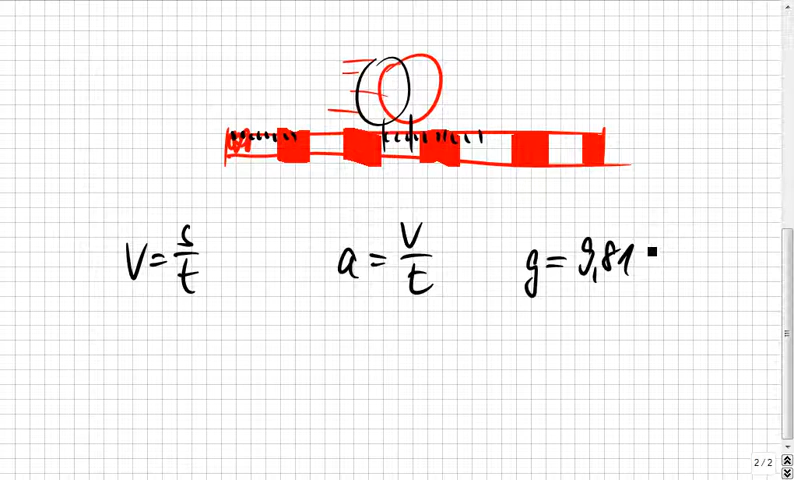 V = s/t a = V/t g = 9,81
2/2